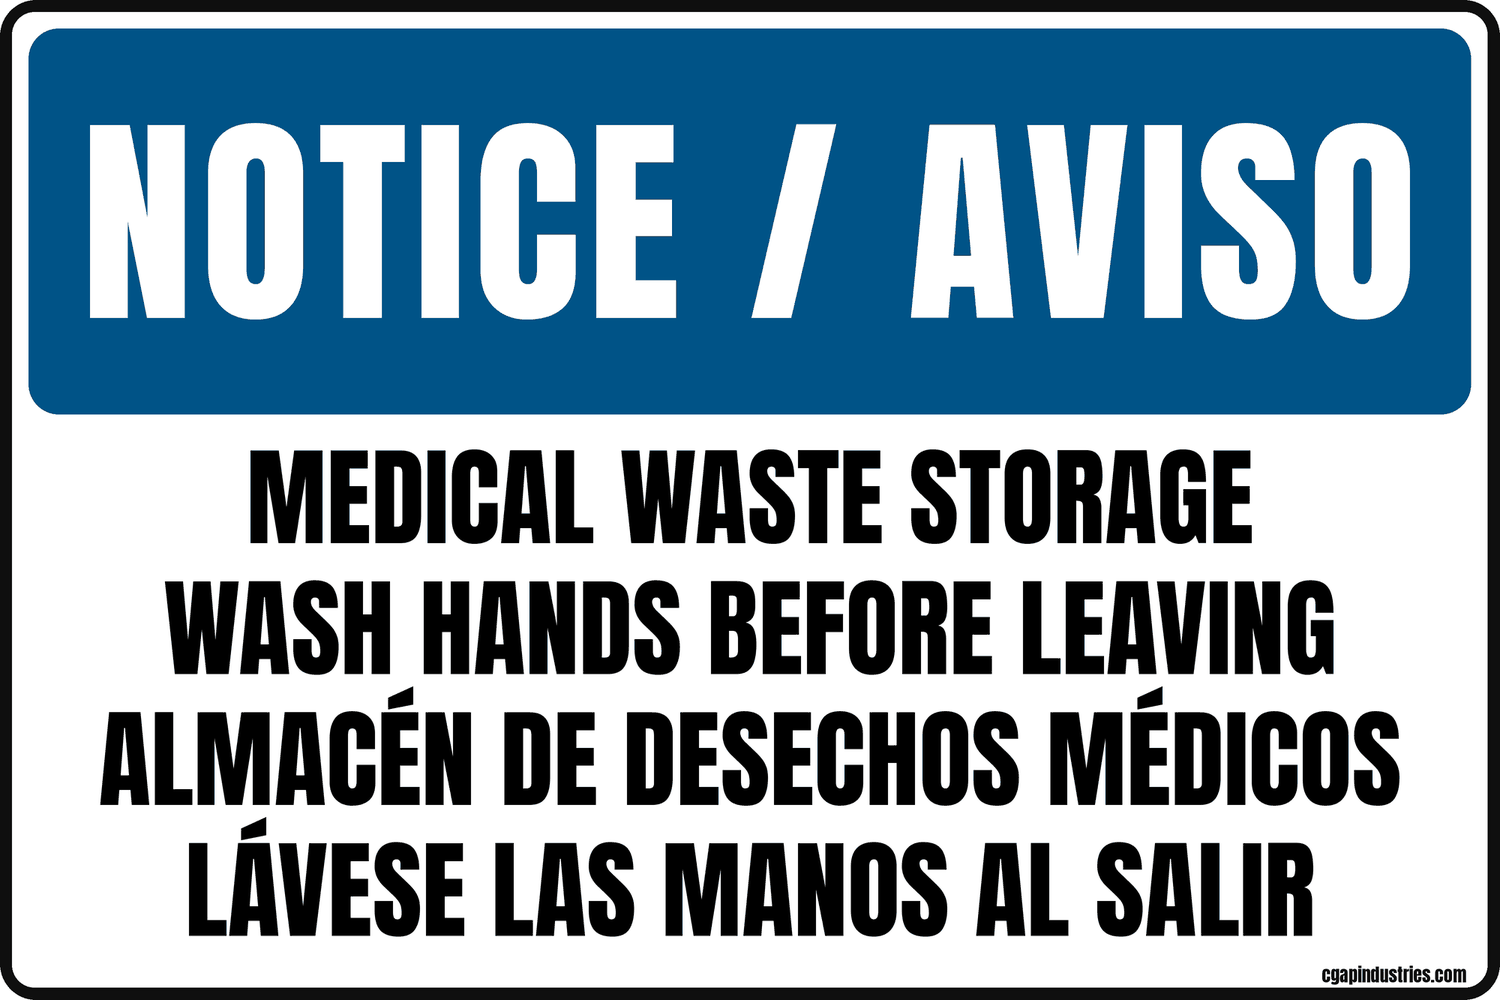 NOTICE / AVISO
MEDICAL WASTE STORAGE
WASH HANDS BEFORE LEAVING
ALMACÉN DE DESECHOS MÉDICOS
LÁVESE LAS MANOS AL SALIR
cgapindustries.com